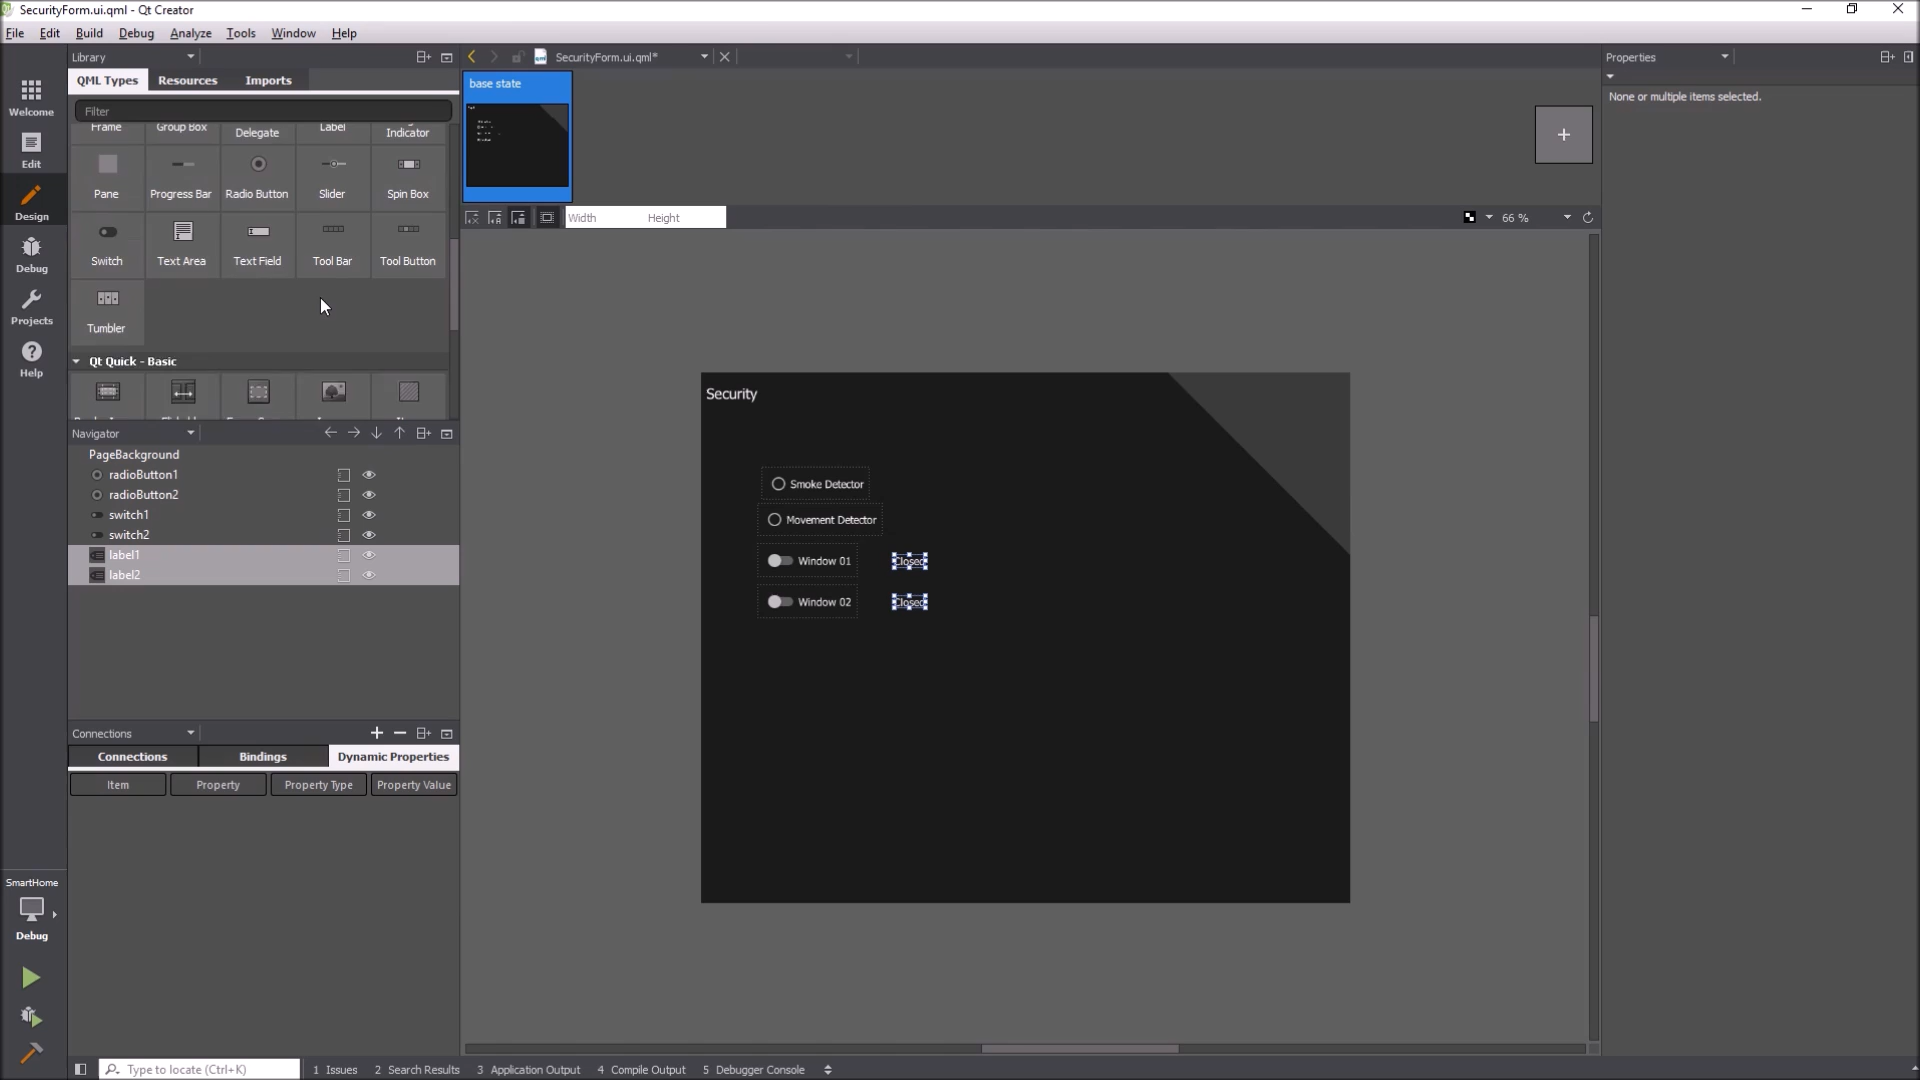 SecurityForm.ui.qml - Qt Creator
File Edit Build Debug Analyze Tools Window Help
Library
SecurityForm.ui.qml*
Properties
QML Types Resources Imports
Filter
Frame Group Box Delegate Label Indicator
Pane Progress Bar Radio Button Slider Spin Box
Switch Text Area Text Field Tool Bar Tool Button
Tumbler
Qt Quick - Basic
Welcome
Edit
Design
Debug
Projects
Help
base state
+
None or multiple items selected.
Width Height
66 %
Navigator
PageBackground
radioButton1
radioButton2
switch1
switch2
label1
label2
Security
Smoke Detector
Movement Detector
Window 01 Closed
Window 02 Closed
Connections
Connections Bindings Dynamic Properties
Item Property Property Type Property Value
SmartHome
Debug
Type to locate (Ctrl+K)
1 Issues 2 Search Results 3 Application Output 4 Compile Output 5 Debugger Console